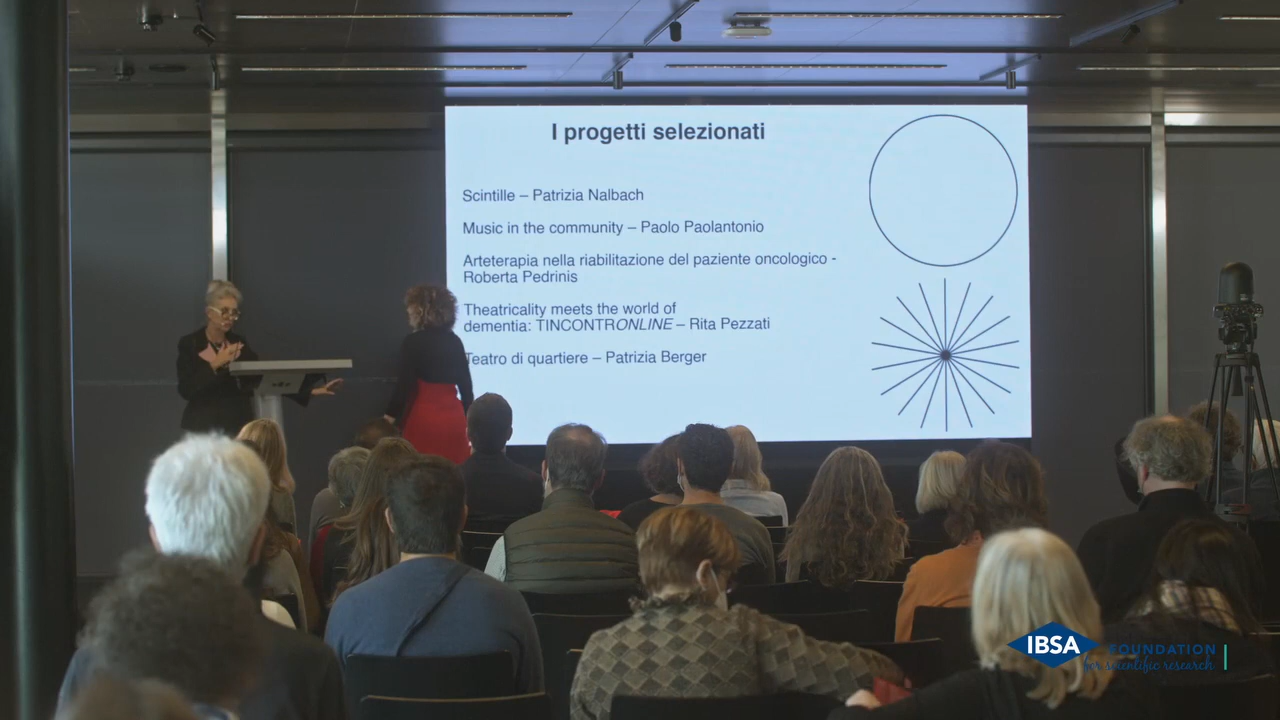 I progetti selezionati
Scintille – Patrizia Nalbach
Music in the community – Paolo Paolantonio
Arteterapia nella riabilitazione del paziente oncologico -
Roberta Pedrinis
Theatricality meets the world of
dementia: TINCONTRONLINE – Rita Pezzati
Teatro di quartiere – Patrizia Berger
IBSA FOUNDATION
for scientific research